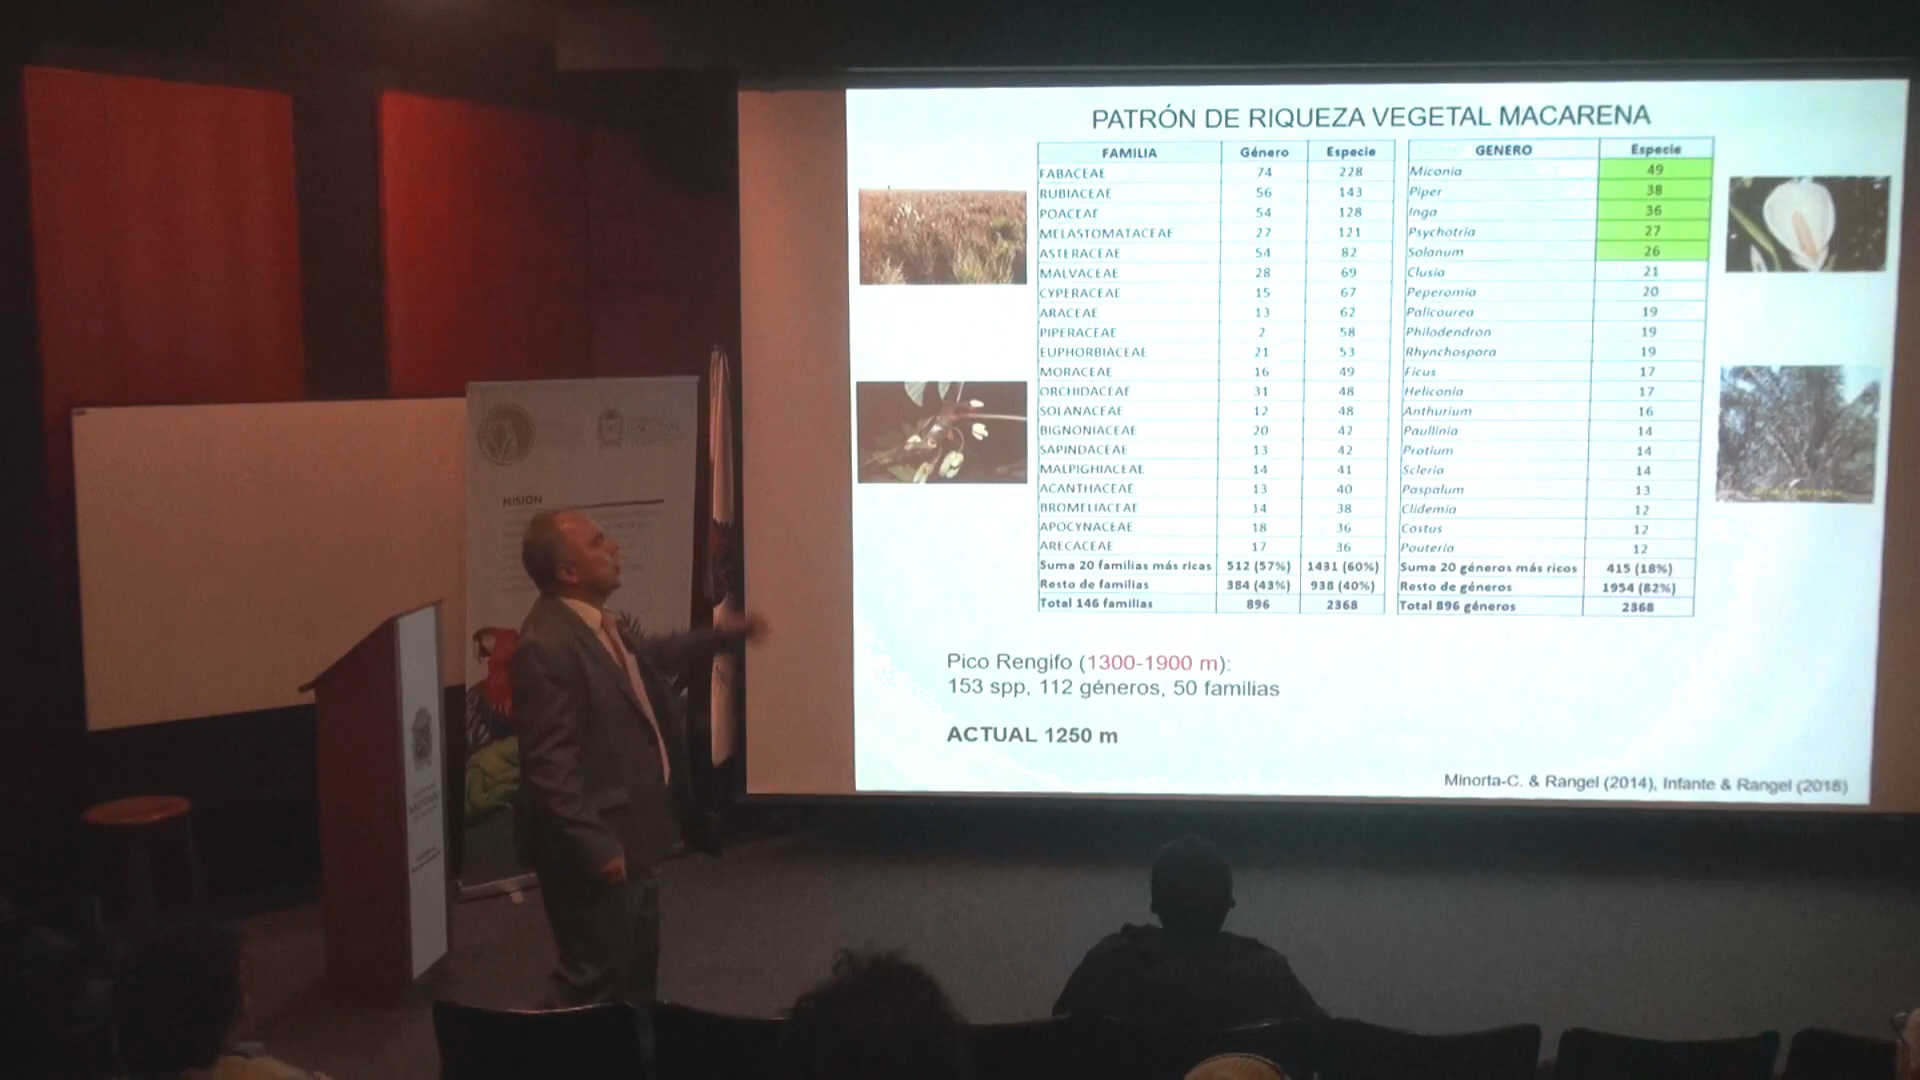 PATRÓN DE RIQUEZA VEGETAL MACARENA
FAMILIA Género Especie
FABACEAE 74 228
RUBIACEAE 56 143
POACEAE 54 128
MELASTOMATACEAE 27 121
ASTERACEAE 54 82
MALVACEAE 28 69
CYPERACEAE 15 67
ARACEAE 13 62
PIPERACEAE 2 58
EUPHORBIACEAE 21 53
MORACEAE 16 49
ORCHIDACEAE 31 48
SOLANACEAE 12 48
BIGNONIACEAE 20 42
SAPINDACEAE 13 42
MALPIGHIACEAE 14 41
ACANTHACEAE 13 40
BROMELIACEAE 14 38
APOCYNACEAE 18 36
ARECACEAE 17 36
Suma 20 familias más ricas 512 (57%) 1431 (60%)
Resto de familias 384 (43%) 938 (40%)
Total 146 familias 896 2368
GENERO Especie
Miconia 49
Piper 38
Inga 36
Psychotria 27
Solanum 26
Clusia 21
Peperomia 20
Palicourea 19
Philodendron 19
Rhynchospora 19
Ficus 17
Heliconia 17
Anthurium 16
Paullinia 14
Protium 14
Scleria 14
Paspalum 13
Clidemia 12
Costus 12
Pouteria 12
Suma 20 géneros más ricos 415 (18%)
Resto de géneros 1954 (82%)
Total 896 géneros 2368
Pico Rengifo (1300-1900 m):
153 spp, 112 géneros, 50 familias
ACTUAL 1250 m
Minorta-C. & Rangel (2014), Infante & Rangel (2018)
MISIÓN